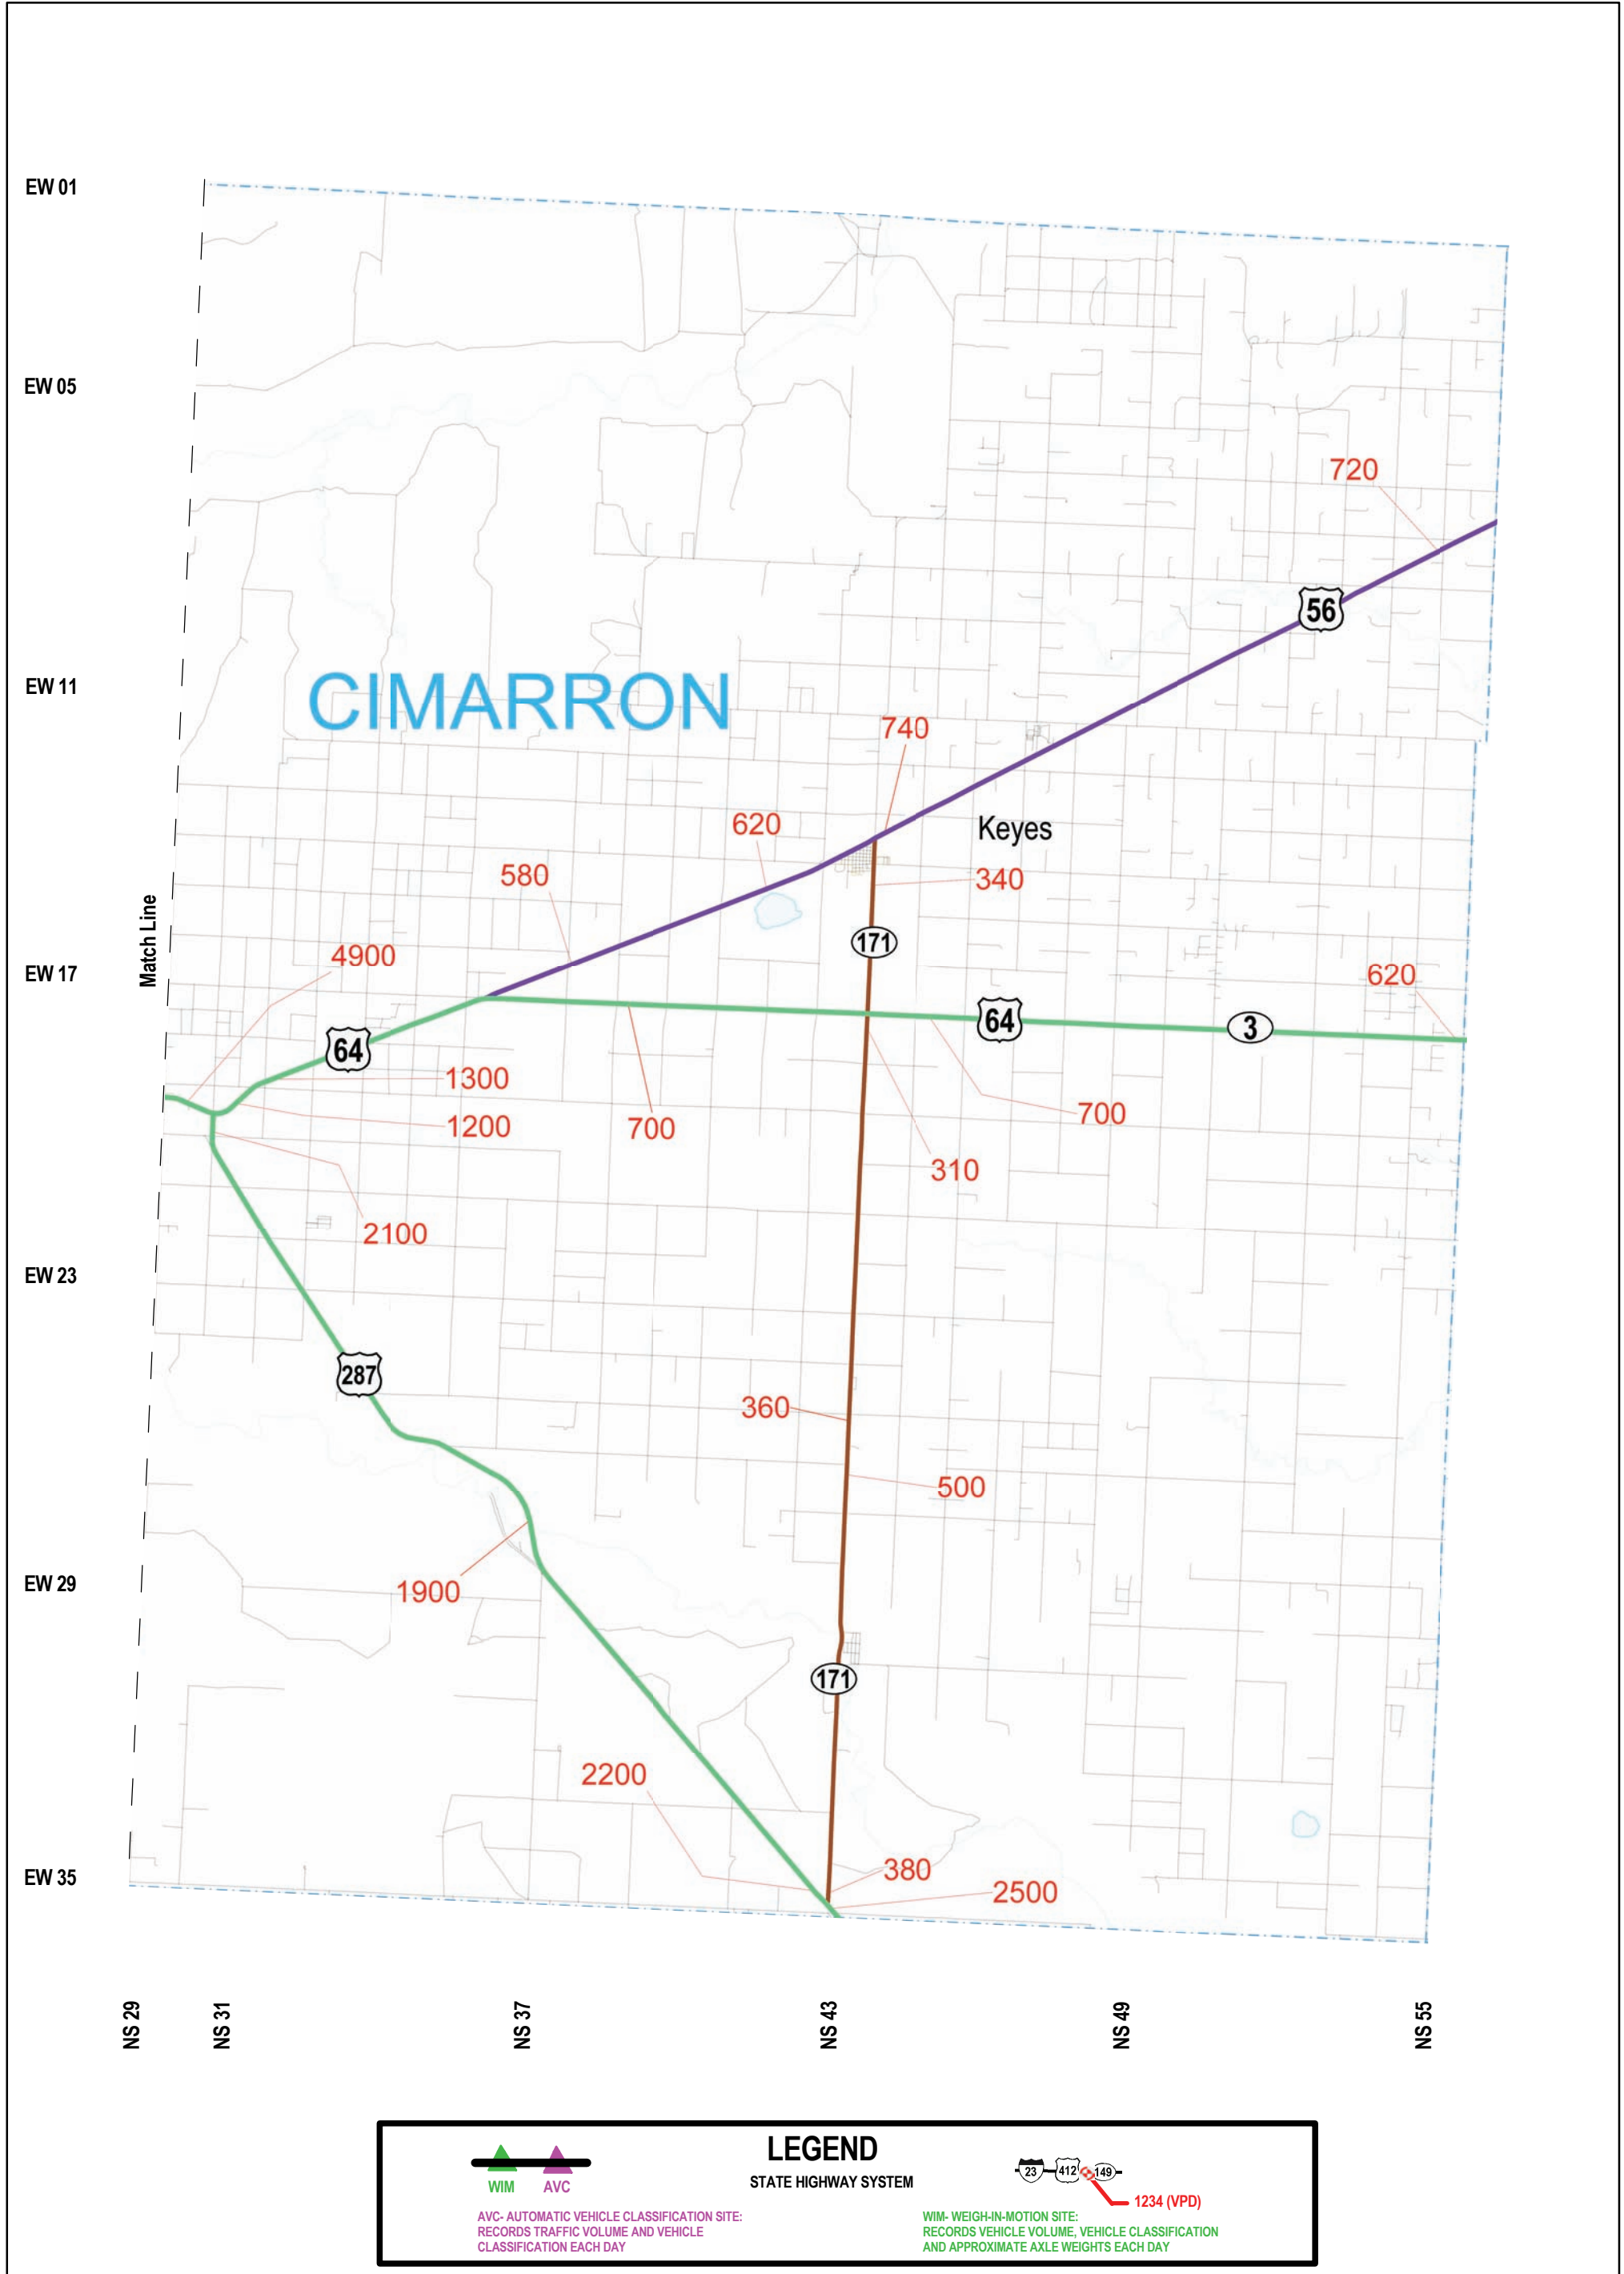 EW 01
EW 05
720
56
EW 11
CIMARRON
740
620
Keyes
580
340
Match Line
171
4900
EW 17
620
64
64
3
1300
700
1200
700
310
2100
EW 23
287
360
500
EW 29
1900
171
2200
EW 35
380
2500
NS 29
NS 31
NS 37
NS 43
NS 49
NS 55
LEGEND
STATE HIGHWAY SYSTEM
WIM AVC
23 412 149
1234 (VPD)
AVC- AUTOMATIC VEHICLE CLASSIFICATION SITE:
RECORDS TRAFFIC VOLUME AND VEHICLE
CLASSIFICATION EACH DAY
WIM- WEIGH-IN-MOTION SITE:
RECORDS VEHICLE VOLUME, VEHICLE CLASSIFICATION
AND APPROXIMATE AXLE WEIGHTS EACH DAY